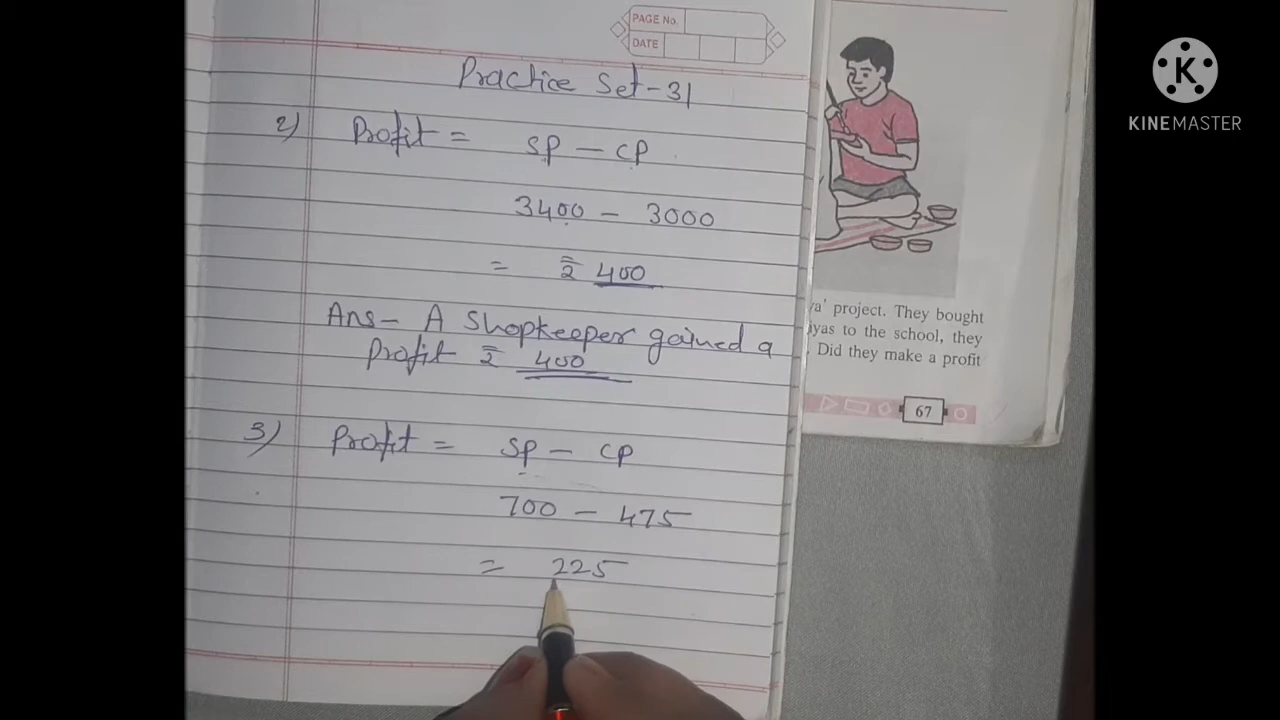 PAGE No.
DATE
Practice Set-31
2) Profit = SP - CP
3400 - 3000
= ₹ 400
Ans- A Shopkeeper gained a
Profit ₹ 400
3) Profit = SP - CP
700 - 475
= 225
K
KINEMASTER
project. They bought
to the school, they
Did they make a profit
67